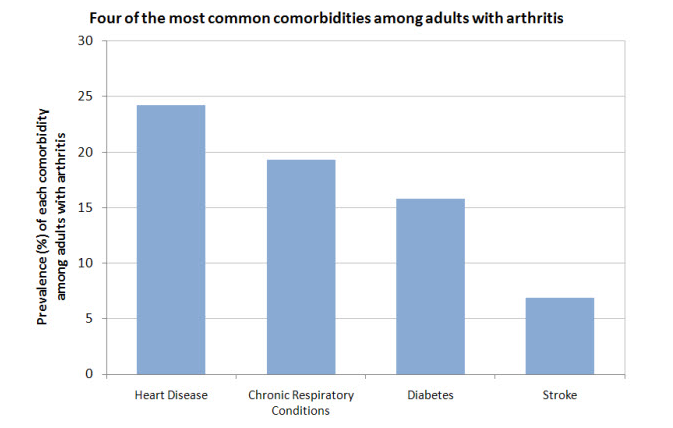 Four of the most common comorbidities among adults with arthritis
Prevalence (%) of each comorbidity
among adults with arthritis
30
25
20
15
10
5
0
Heart Disease
Chronic Respiratory
Conditions
Diabetes
Stroke